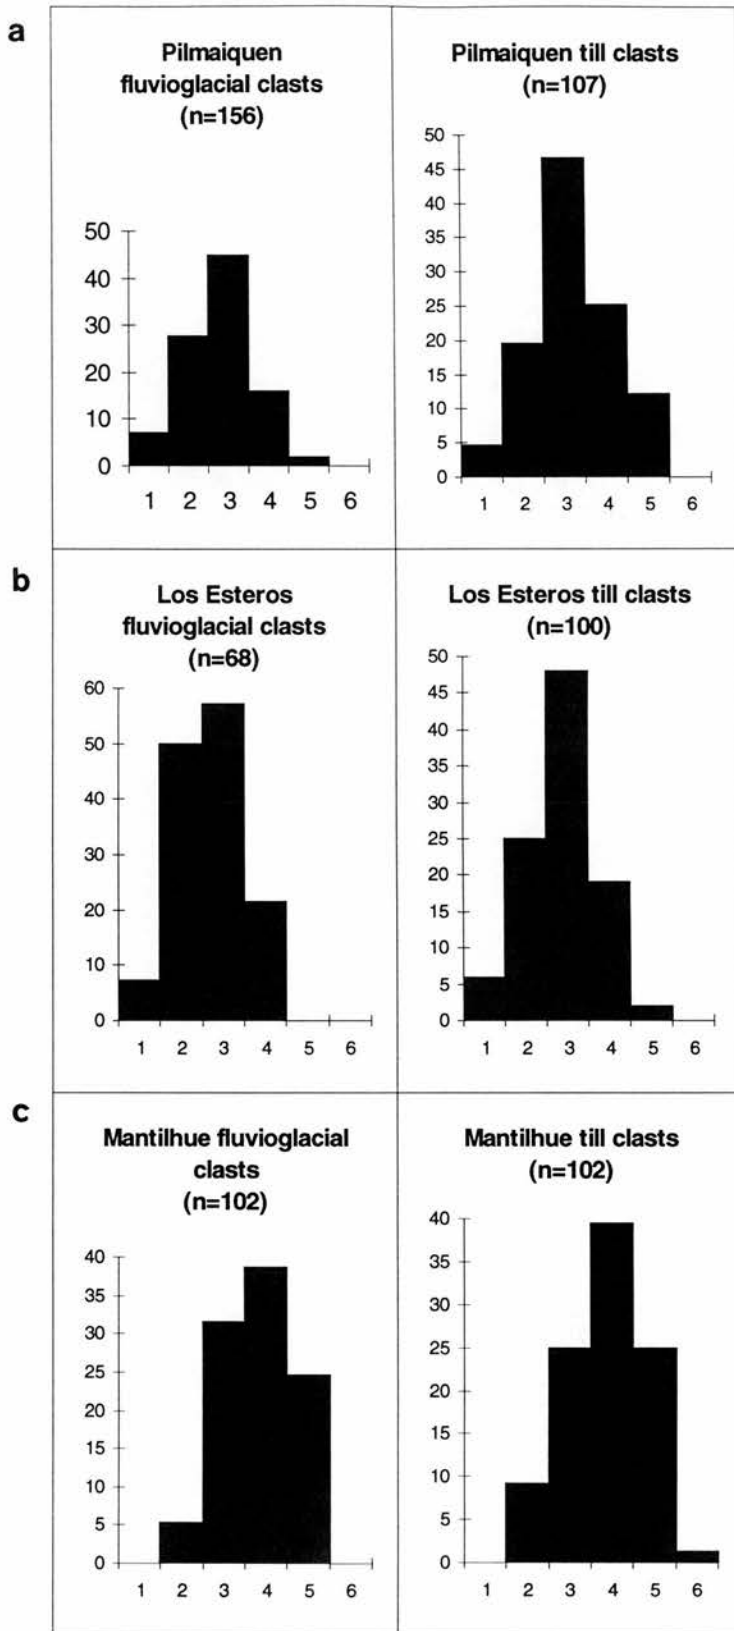 a
Pilmaiquen
fluvioglacial clasts
(n=156)
50
40
30
20
10
0
1 2 3 4 5 6
Pilmaiquen till clasts
(n=107)
50
45
40
35
30
25
20
15
10
5
0
1 2 3 4 5 6
b
Los Esteros
fluvioglacial clasts
(n=68)
60
50
40
30
20
10
0
1 2 3 4 5 6
Los Esteros till clasts
(n=100)
50
45
40
35
30
25
20
15
10
5
0
1 2 3 4 5 6
c
Mantilhue fluvioglacial
clasts
(n=102)
40
35
30
25
20
15
10
5
0
1 2 3 4 5 6
Mantilhue till clasts
(n=102)
40
35
30
25
20
15
10
5
0
1 2 3 4 5 6